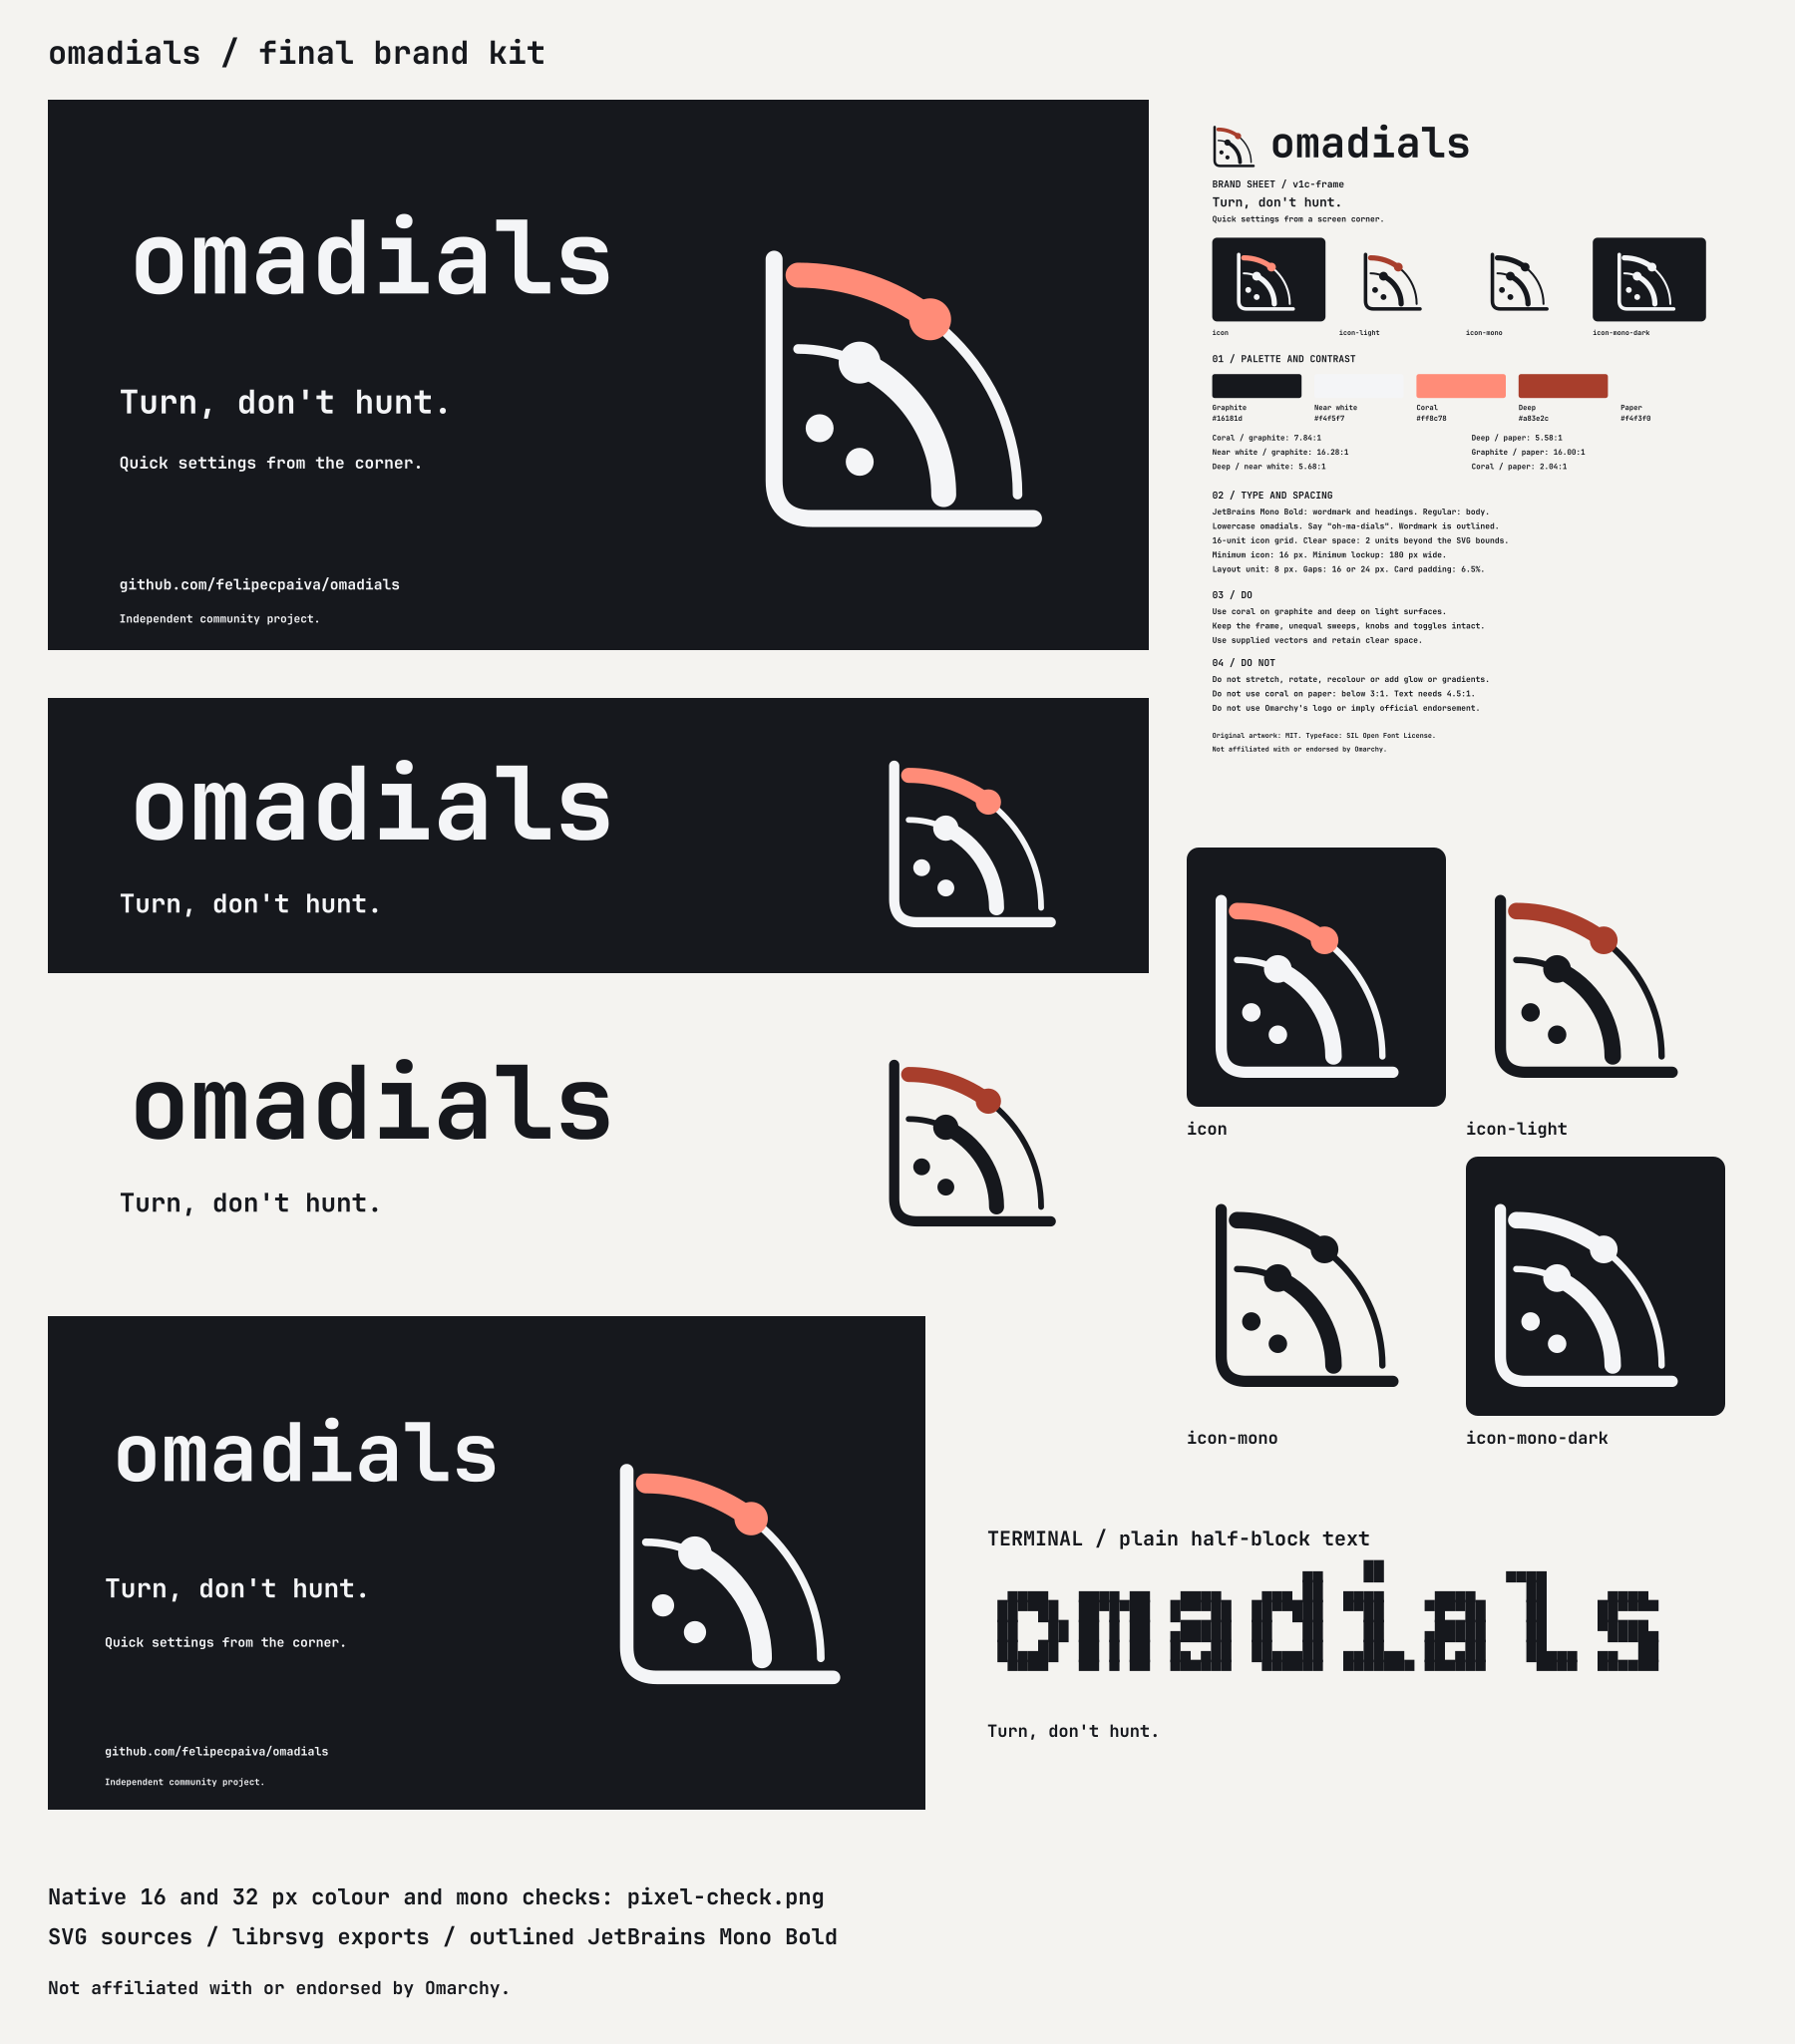 omadials / final brand kit
omadials
Turn, don't hunt.
Quick settings from the corner.
github.com/felipecpaiva/omadials
Independent community project.
omadials
BRAND SHEET / v1c-frame
Turn, don't hunt.
Quick settings from a screen corner.
icon
icon-light
icon-mono
icon-mono-dark
01 / PALETTE AND CONTRAST
Graphite
#16181d
Near white
#f4f5f7
Coral
#ff8c78
Deep
#a83e2c
Paper
#f4f3f0
Coral / graphite: 7.84:1
Near white / graphite: 16.28:1
Deep / near white: 5.68:1
Deep / paper: 5.58:1
Graphite / paper: 16.00:1
Coral / paper: 2.04:1
02 / TYPE AND SPACING
JetBrains Mono Bold: wordmark and headings. Regular: body.
Lowercase omadials. Say "oh-ma-dials". Wordmark is outlined.
16-unit icon grid. Clear space: 2 units beyond the SVG bounds.
Minimum icon: 16 px. Minimum lockup: 180 px wide.
Layout unit: 8 px. Gaps: 16 or 24 px. Card padding: 6.5%.
03 / DO
Use coral on graphite and deep on light surfaces.
Keep the frame, unequal sweeps, knobs and toggles intact.
Use supplied vectors and retain clear space.
04 / DO NOT
Do not stretch, rotate, recolour or add glow or gradients.
Do not use coral on paper: below 3:1. Text needs 4.5:1.
Do not use Omarchy's logo or imply official endorsement.
Original artwork: MIT. Typeface: SIL Open Font License.
Not affiliated with or endorsed by Omarchy.
omadials
Turn, don't hunt.
omadials
Turn, don't hunt.
icon
icon-light
icon-mono
icon-mono-dark
omadials
Turn, don't hunt.
Quick settings from the corner.
github.com/felipecpaiva/omadials
Independent community project.
TERMINAL / plain half-block text
omadials
Turn, don't hunt.
Native 16 and 32 px colour and mono checks: pixel-check.png
SVG sources / librsvg exports / outlined JetBrains Mono Bold
Not affiliated with or endorsed by Omarchy.